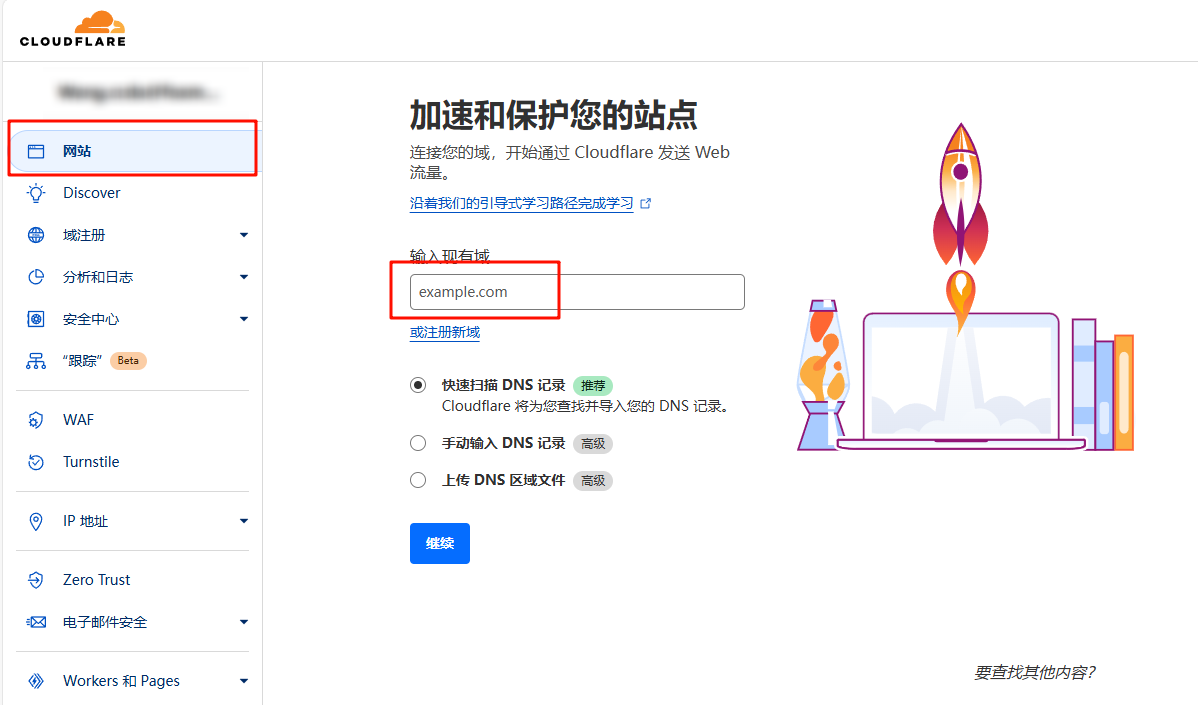 CLOUDFLARE
网站
Discover
域注册
分析和日志
安全中心
“跟踪” Beta
WAF
Turnstile
IP 地址
Zero Trust
电子邮件安全
Workers 和 Pages
加速和保护您的站点
连接您的域，开始通过 Cloudflare 发送 Web
流量。
沿着我们的引导式学习路径完成学习
输入现有域
example.com
或注册新域
快速扫描 DNS 记录 推荐
Cloudflare 将为您查找并导入您的 DNS 记录。
手动输入 DNS 记录 高级
上传 DNS 区域文件 高级
继续
要查找其他内容？